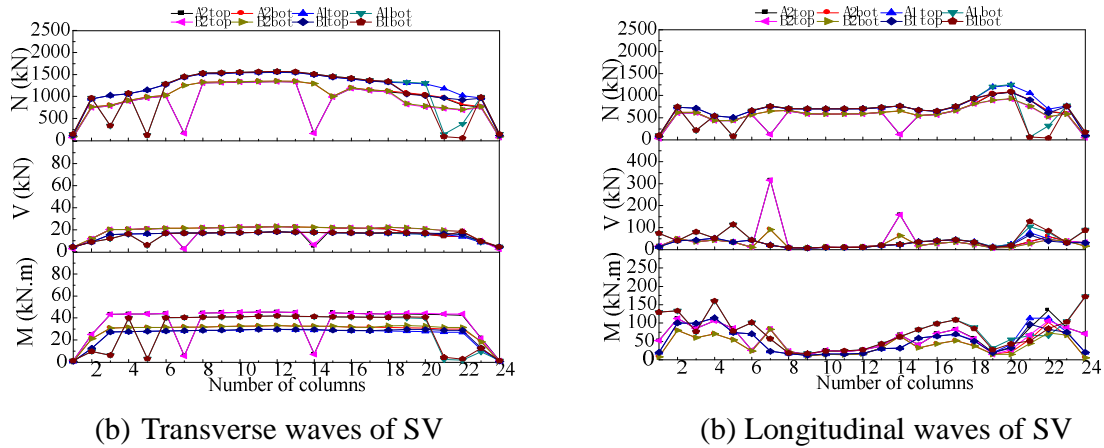 A2top A2bot A1top A1bot
B2top B2bot B1top B1bot
2500
2000
1500
1000
500
0
N (kN)
80
60
40
20
0
V (kN)
80
60
40
20
0
M (kN.m)
2 4 6 8 10 12 14 16 18 20 22 24
Number of columns
(b) Transverse waves of SV
A2top A2bot A1top A1bot
B2top B2bot B1top B1bot
2500
2000
1500
1000
500
0
N (kN)
400
300
200
100
0
V (kN)
250
200
150
100
50
0
M (kN.m)
2 4 6 8 10 12 14 16 18 20 22 24
Number of columns
(b) Longitudinal waves of SV